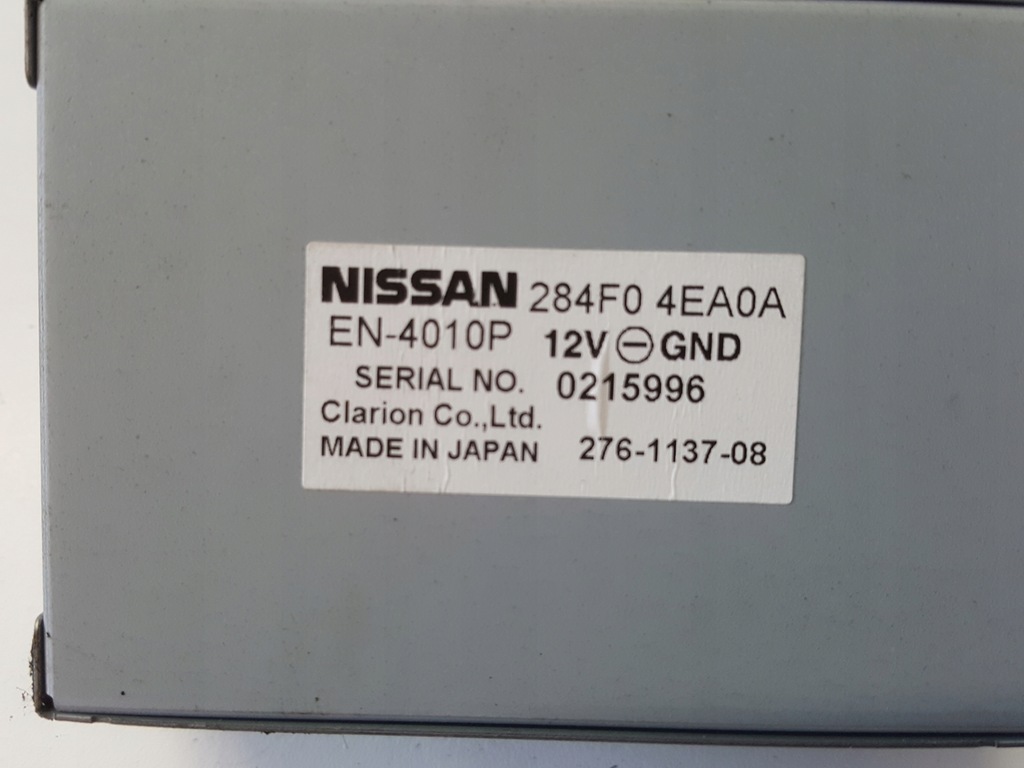 NISSAN 284F0 4EA0A
EN-4010P 12V ⊖ GND
SERIAL NO. 0215996
Clarion Co.,Ltd.
MADE IN JAPAN 276-1137-08